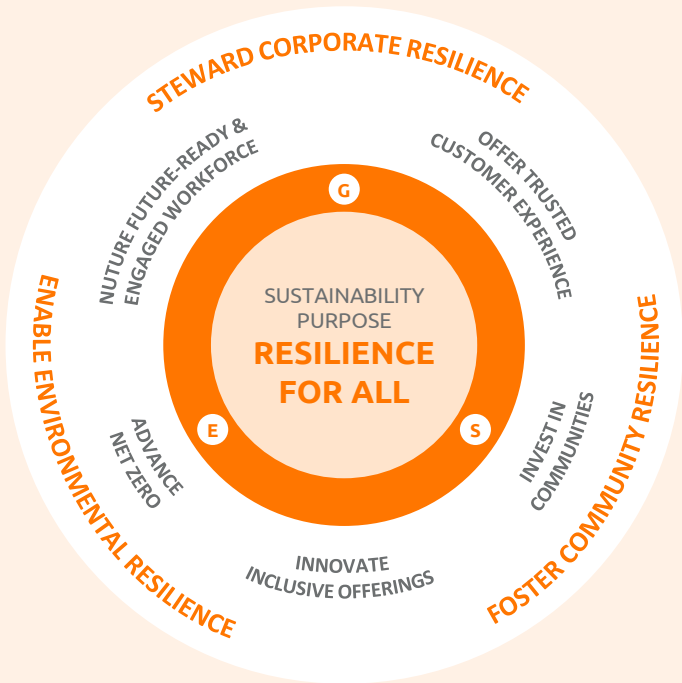 STEWARD CORPORATE RESILIENCE
NUTURE FUTURE-READY &
ENGAGED WORKFORCE
OFFER TRUSTED
CUSTOMER EXPERIENCE
G
SUSTAINABILITY
PURPOSE
RESILIENCE
FOR ALL
E
S
ENABLE ENVIRONMENTAL RESILIENCE
ADVANCE
NET ZERO
INVEST IN
COMMUNITIES
FOSTER COMMUNITY RESILIENCE
INNOVATE
INCLUSIVE OFFERINGS